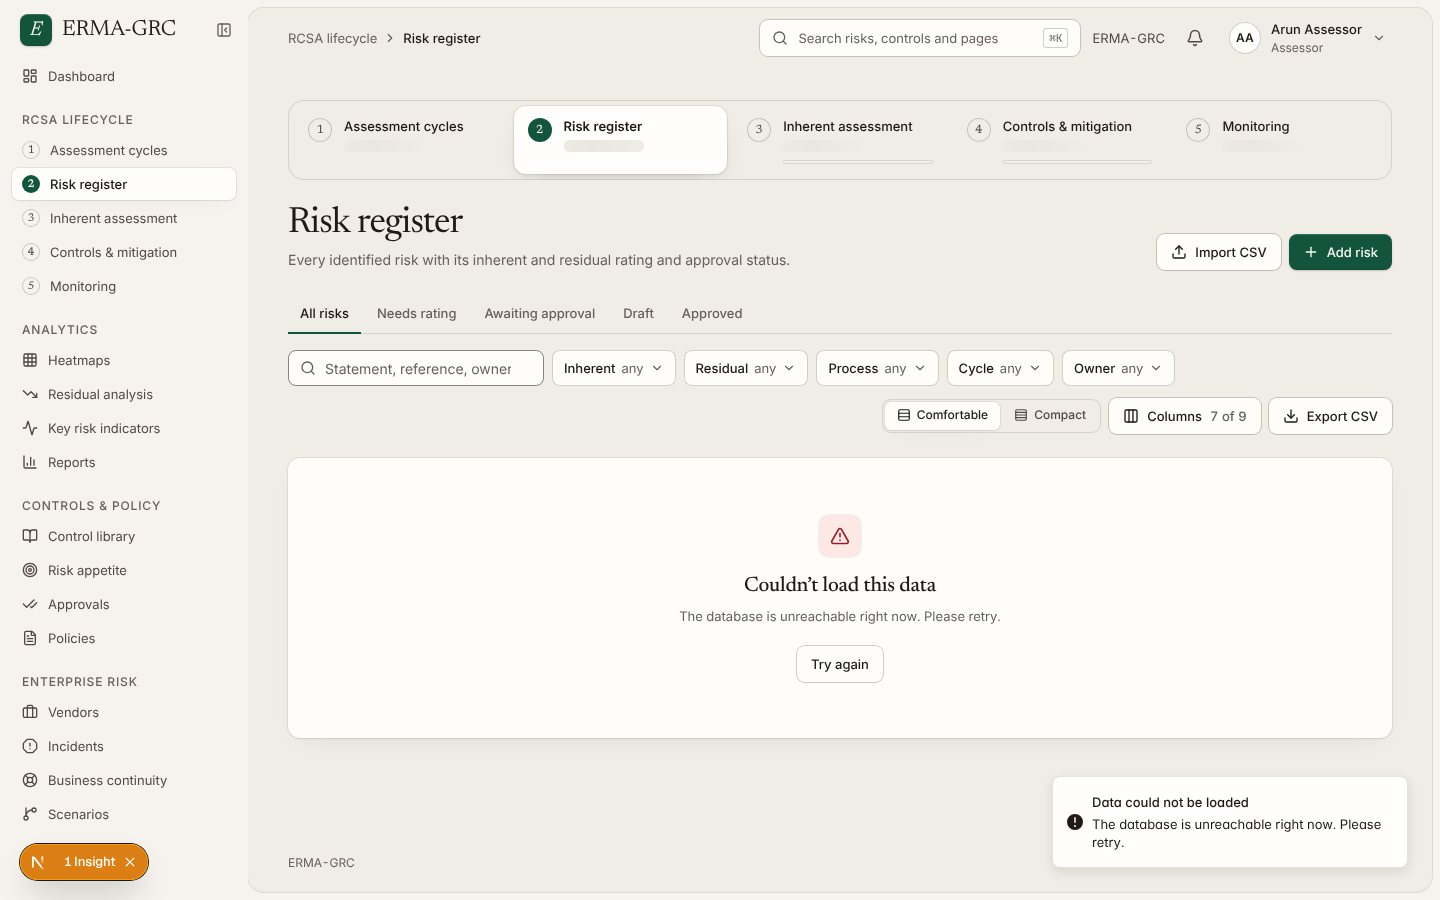 E ERMA-GRC
RCSA lifecycle > Risk register
Search risks, controls and pages ⌘K
ERMA-GRC
AA
Arun Assessor
Assessor
Dashboard
RCSA LIFECYCLE
1 Assessment cycles
2 Risk register
3 Inherent assessment
4 Controls & mitigation
5 Monitoring
ANALYTICS
Heatmaps
Residual analysis
Key risk indicators
Reports
CONTROLS & POLICY
Control library
Risk appetite
Approvals
Policies
ENTERPRISE RISK
Vendors
Incidents
Business continuity
Scenarios
N 1 Insight
1 Assessment cycles
2 Risk register
3 Inherent assessment
4 Controls & mitigation
5 Monitoring
Risk register
Every identified risk with its inherent and residual rating and approval status.
Import CSV
Add risk
All risks Needs rating Awaiting approval Draft Approved
Statement, reference, owner
Inherent any
Residual any
Process any
Cycle any
Owner any
Comfortable Compact
Columns 7 of 9
Export CSV
Couldn’t load this data
The database is unreachable right now. Please retry.
Try again
Data could not be loaded
The database is unreachable right now. Please
retry.
ERMA-GRC